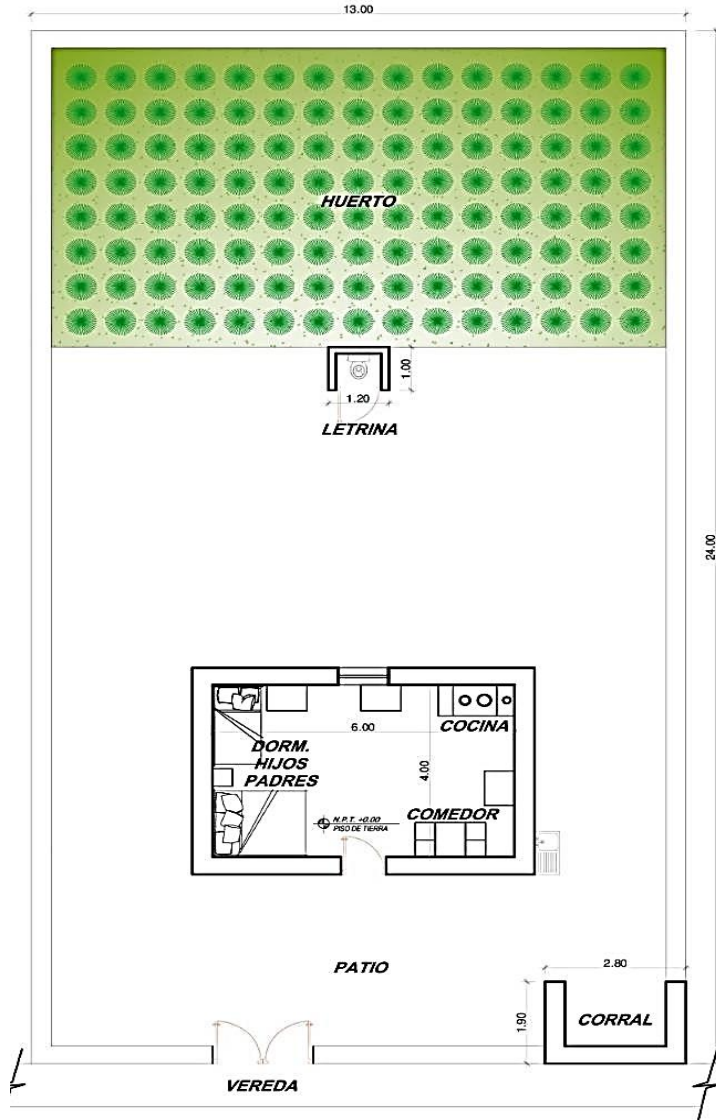 13.00
HUERTO
1.00
1.20
LETRINA
24.00
6.00
COCINA
DORM.
HIJOS
PADRES
4.00
COMEDOR
N.P.T. +0.00
PISO DE TIERRA
PATIO
2.80
1.90
CORRAL
VEREDA